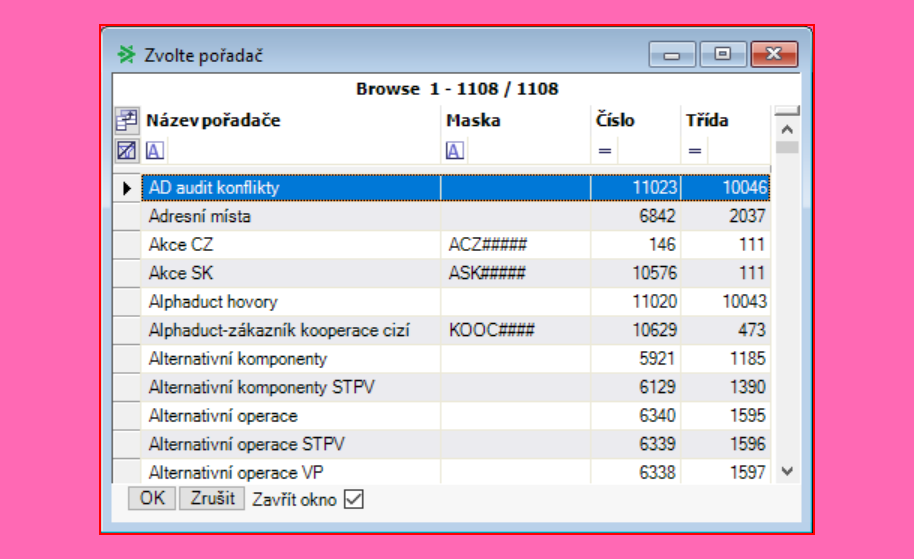 Zvolte pořadač
Browse 1 - 1108 / 1108
Název pořadače Maska Číslo Třída
A A = =
AD audit konflikty 11023 10046
Adresní místa 6842 2037
Akce CZ ACZ##### 146 111
Akce SK ASK##### 10576 111
Alphaduct hovory 11020 10043
Alphaduct-zákazník kooperace cizí KOOC#### 10629 473
Alternativní komponenty 5921 1185
Alternativní komponenty STPV 6129 1390
Alternativní operace 6340 1595
Alternativní operace STPV 6339 1596
Alternativní operace VP 6338 1597
OK Zrušit Zavřít okno